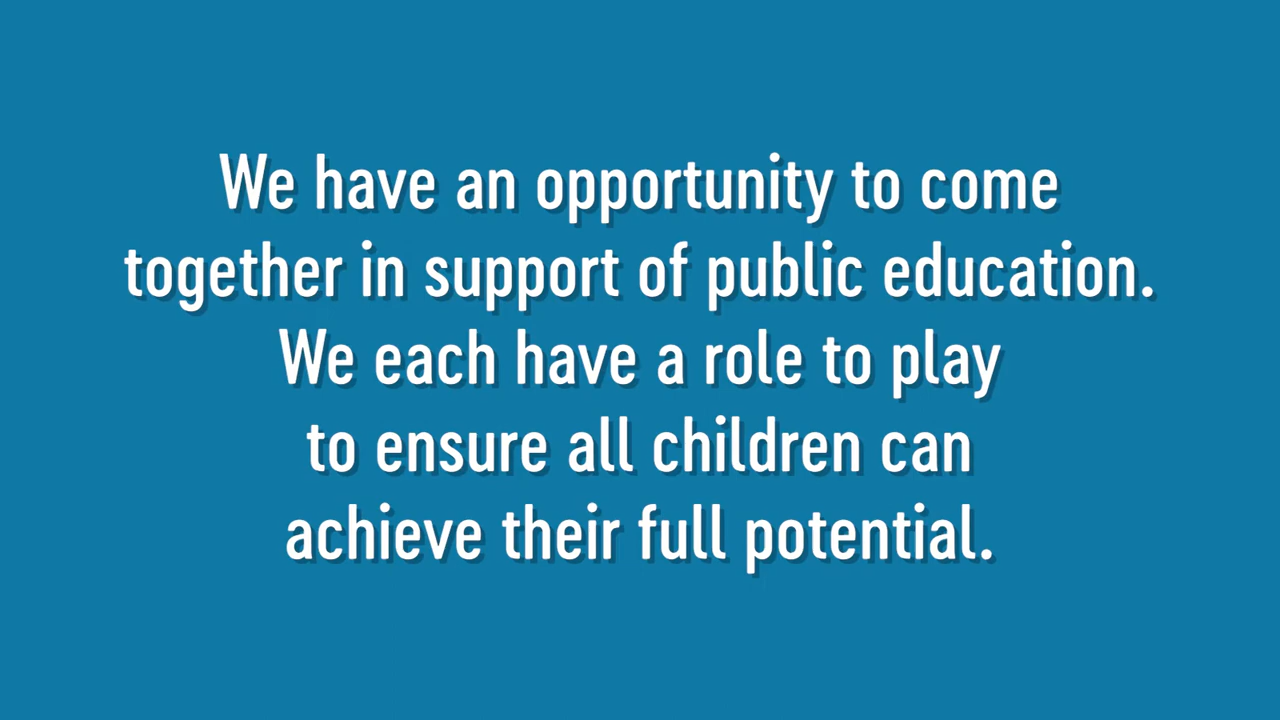 We have an opportunity to come
together in support of public education.
We each have a role to play
to ensure all children can
achieve their full potential.